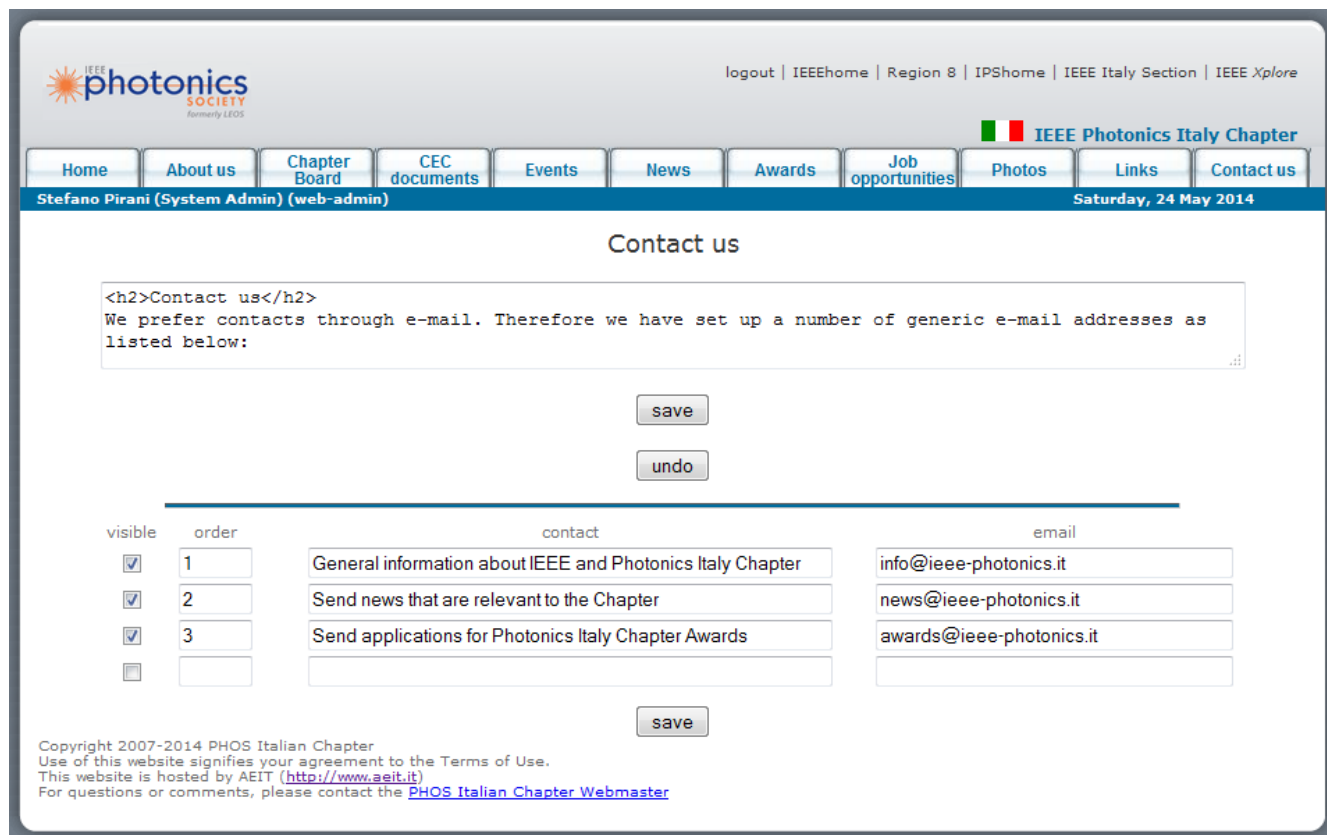 IEEE
photonics
SOCIETY
formerly LEOS
logout | IEEEhome | Region 8 | IPShome | IEEE Italy Section | IEEE Xplore
IEEE Photonics Italy Chapter
Home About us Chapter Board CEC documents Events News Awards Job opportunities Photos Links Contact us
Stefano Pirani (System Admin) (web-admin) Saturday, 24 May 2014
Contact us
<h2>Contact us</h2>
We prefer contacts through e-mail. Therefore we have set up a number of generic e-mail addresses as
listed below:
save
undo
visible order contact email
1 General information about IEEE and Photonics Italy Chapter info@ieee-photonics.it
2 Send news that are relevant to the Chapter news@ieee-photonics.it
3 Send applications for Photonics Italy Chapter Awards awards@ieee-photonics.it
save
Copyright 2007-2014 PHOS Italian Chapter
Use of this website signifies your agreement to the Terms of Use.
This website is hosted by AEIT (http://www.aeit.it)
For questions or comments, please contact the PHOS Italian Chapter Webmaster